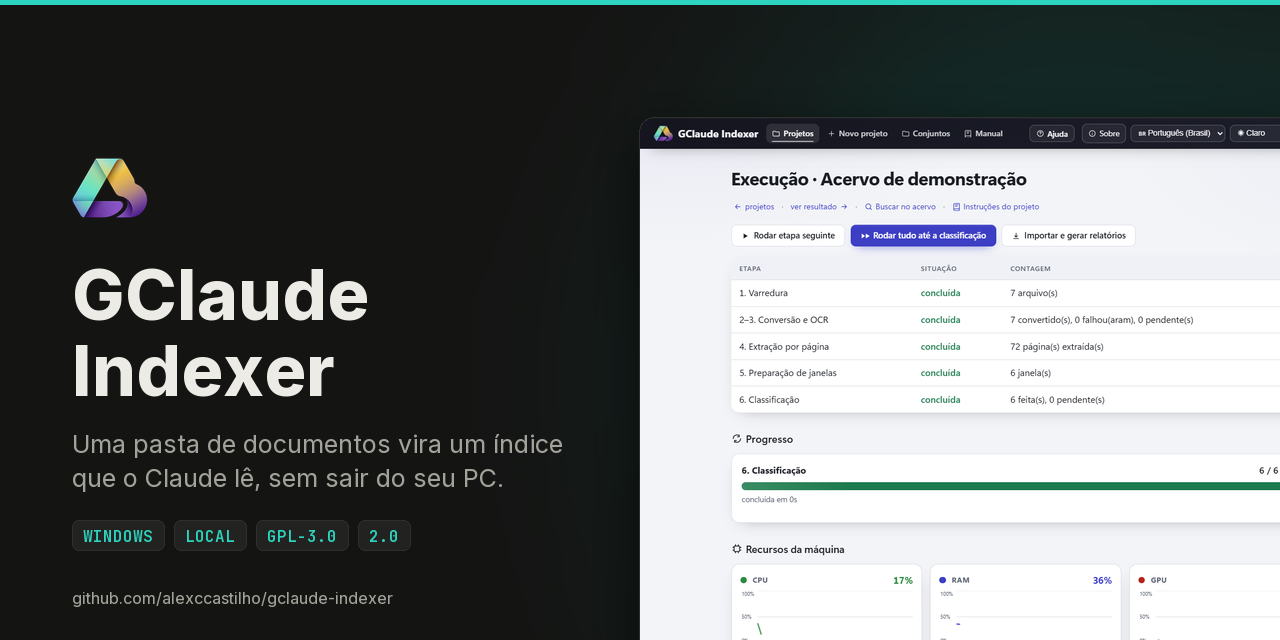 GClaude
Indexer
Uma pasta de documentos vira um índice
que o Claude lê, sem sair do seu PC.
WINDOWS LOCAL GPL-3.0 2.0
github.com/alexccastilho/gclaude-indexer
GClaude Indexer Projetos + Novo projeto Conjuntos Manual Ajuda Sobre BR Português (Brasil) Claro
Execução · Acervo de demonstração
← projetos · ver resultado → · Buscar no acervo · Instruções do projeto
Rodar etapa seguinte Rodar tudo até a classificação Importar e gerar relatórios
ETAPA SITUAÇÃO CONTAGEM
1. Varredura concluída 7 arquivo(s)
2–3. Conversão e OCR concluída 7 convertido(s), 0 falhou(aram), 0 pendente(s)
4. Extração por página concluída 72 página(s) extraída(s)
5. Preparação de janelas concluída 6 janela(s)
6. Classificação concluída 6 feita(s), 0 pendente(s)
Progresso
6. Classificação 6 / 6
concluída em 0s
Recursos da máquina
CPU 17% RAM 36% GPU
100% 100% 100%
50% 50% 50%